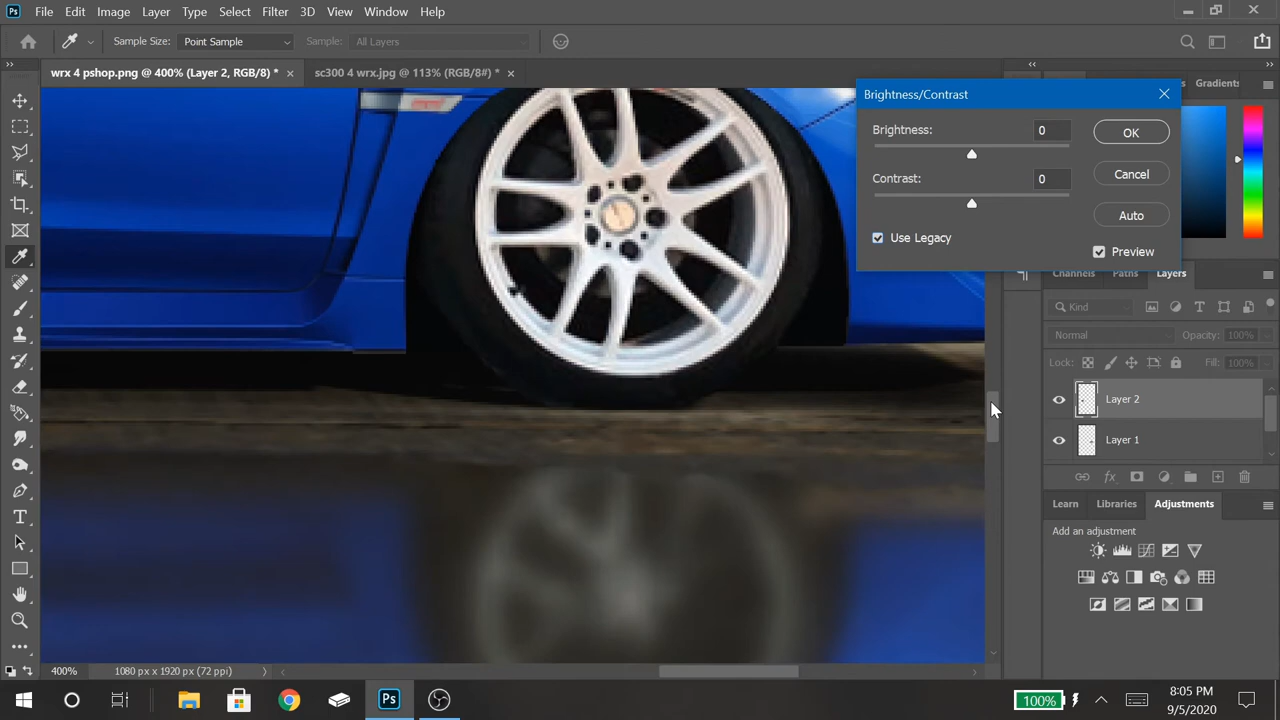 Ps File Edit Image Layer Type Select Filter 3D View Window Help
Sample Size: Point Sample Sample: All Layers
wrx 4 pshop.png @ 400% (Layer 2, RGB/8) * × sc300 4 wrx.jpg @ 113% (RGB/8#) * × Gradients
Brightness/Contrast
Brightness: 0 OK
Contrast: 0 Cancel
Auto
Use Legacy
Preview
Channels Paths Layers
Kind
Normal Opacity: 100%
Lock: Fill: 100%
Layer 2
Layer 1
fx
Learn Libraries Adjustments
Add an adjustment
400% 1080 px x 1920 px (72 ppi)
Ps 100% 8:05 PM
9/5/2020